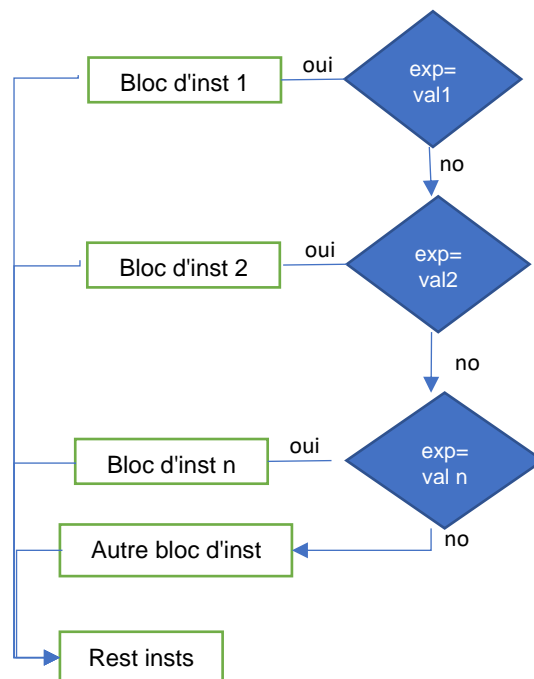 Bloc d'inst 1
oui
exp=
val1
no
Bloc d'inst 2
oui
exp=
val2
no
Bloc d'inst n
oui
exp=
val n
no
Autre bloc d'inst
Rest insts